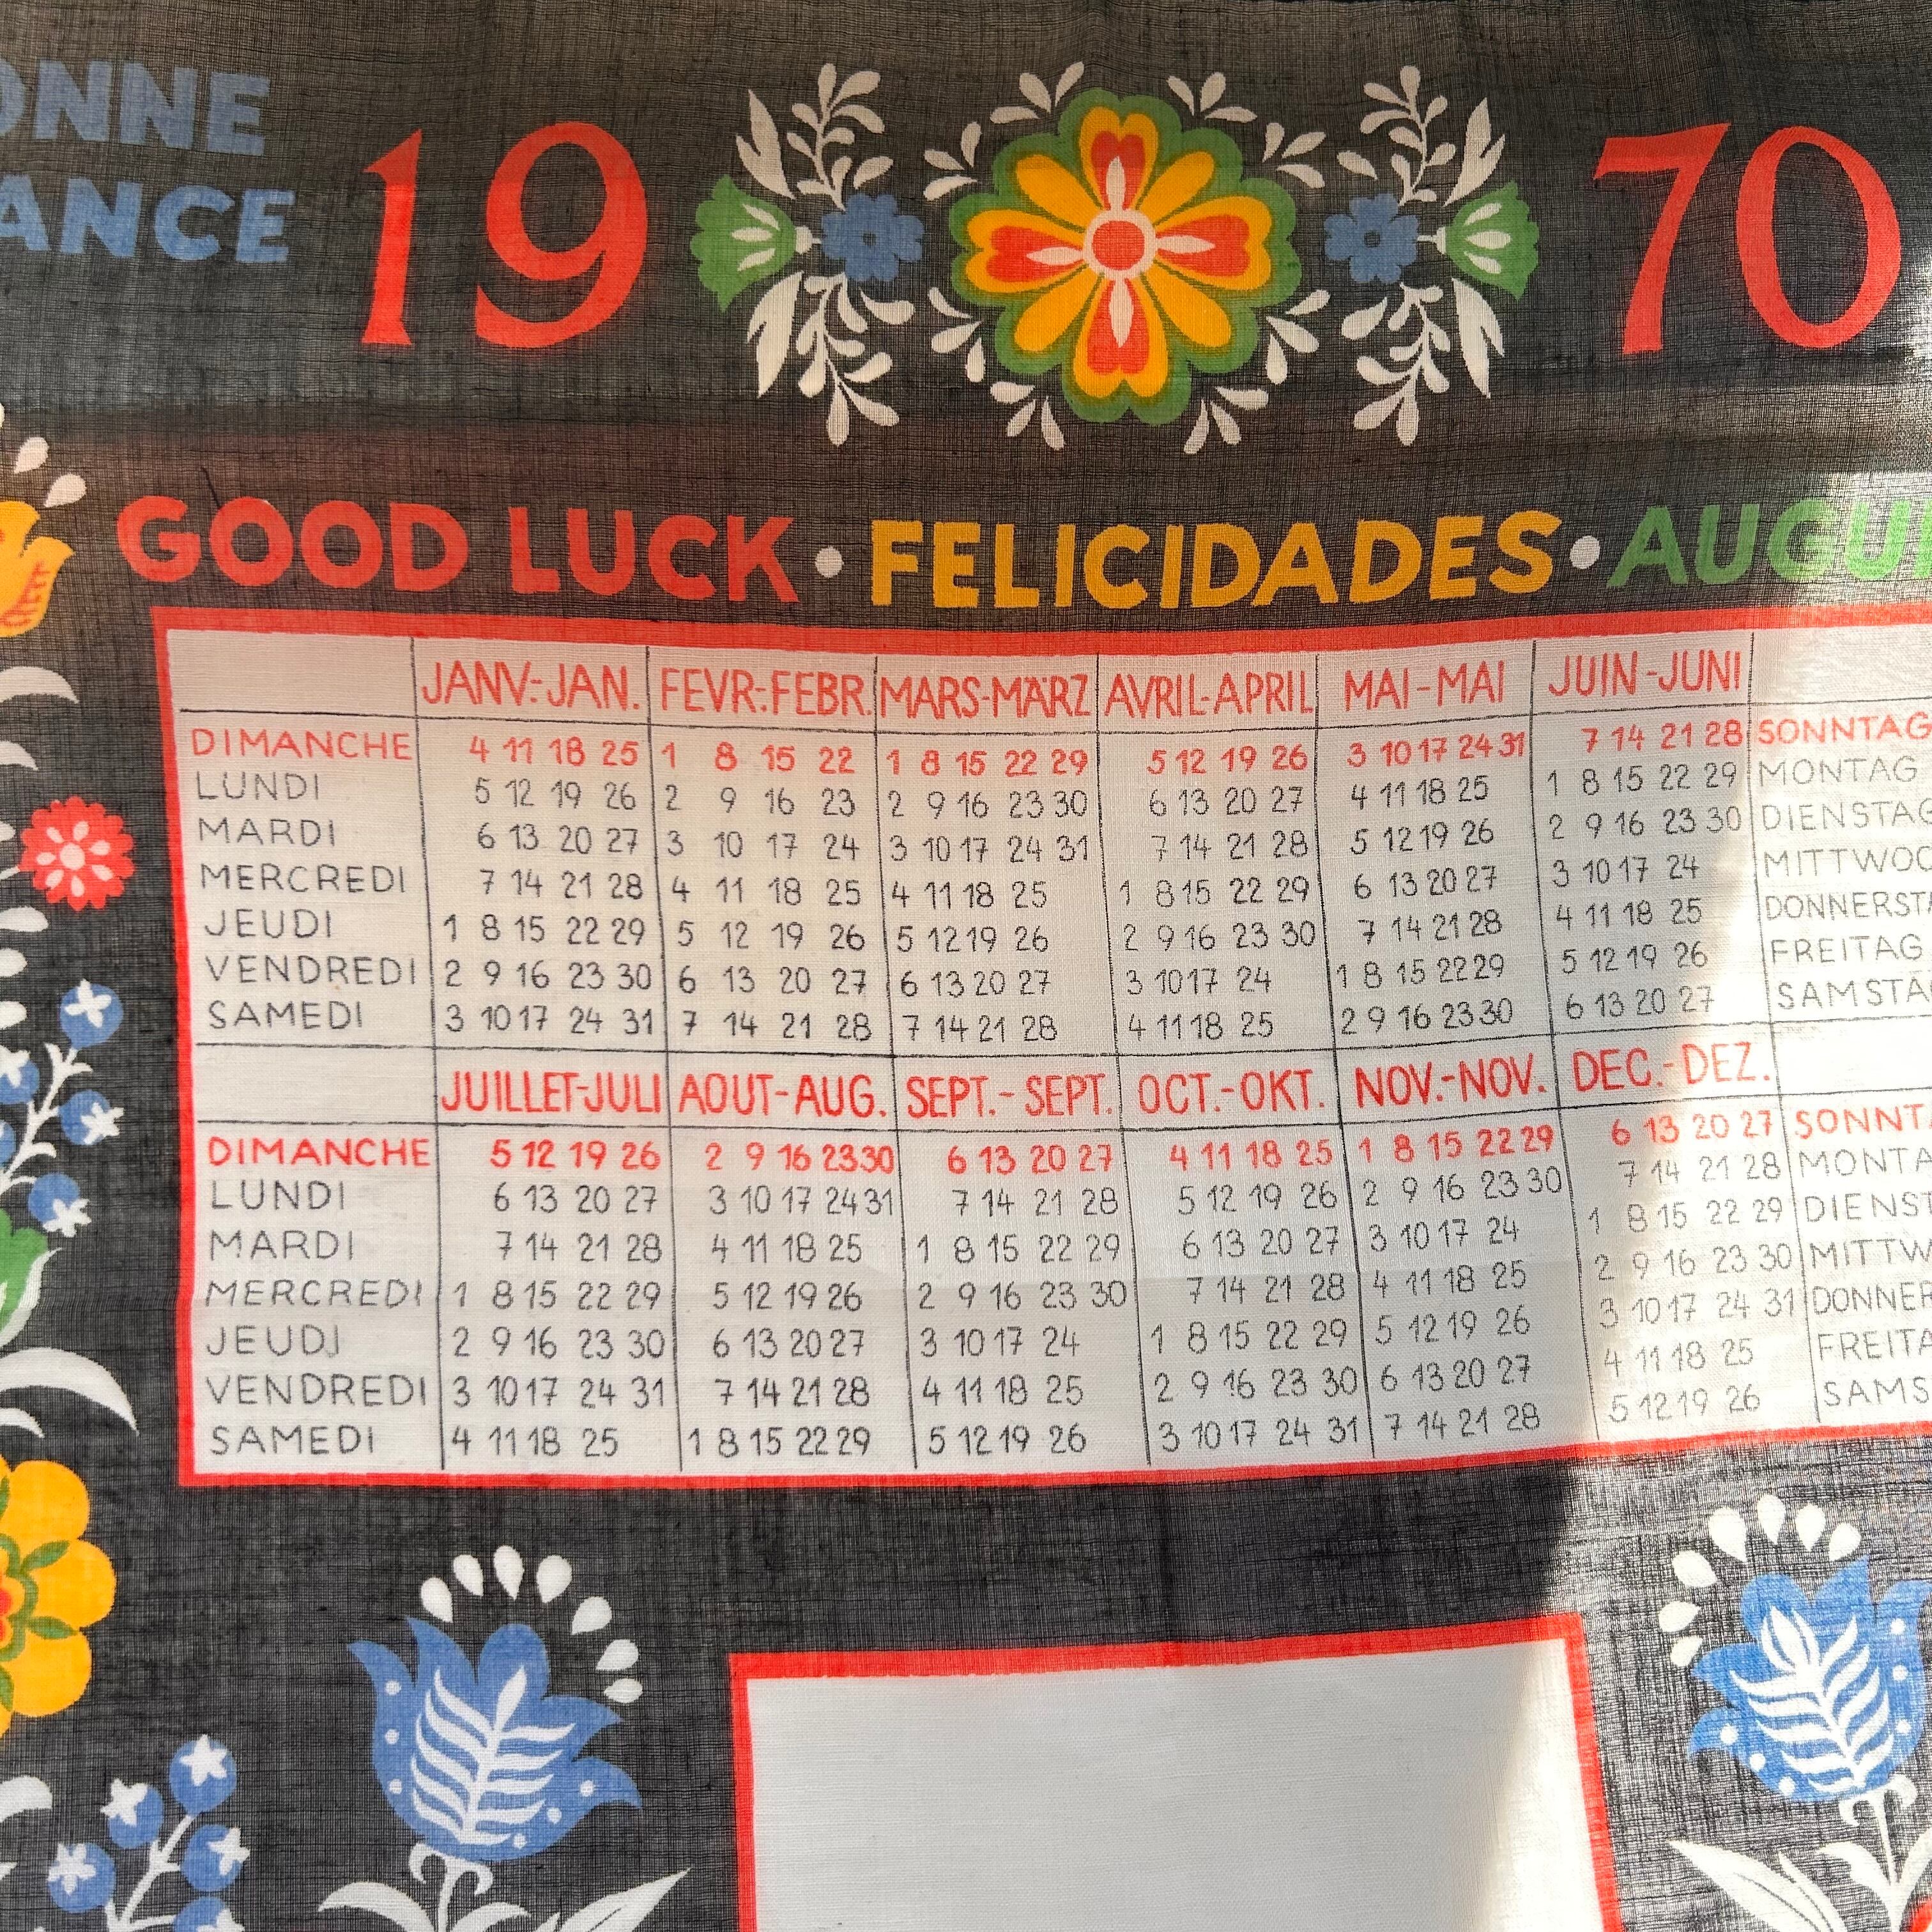 ONNE
ANCE
19 70
GOOD LUCK • FELICIDADES • AUGU
JANV.-JAN. FEVR.-FEBR. MARS-MÄRZ AVRIL-APRIL MAI-MAI JUIN-JUNI
DIMANCHE 4 11 18 25 1 8 15 22 1 8 15 22 29 5 12 19 26 3 10 17 24 31 7 14 21 28 SONNTAG
LUNDI 5 12 19 26 2 9 16 23 2 9 16 23 30 6 13 20 27 4 11 18 25 1 8 15 22 29 MONTAG
MARDI 6 13 20 27 3 10 17 24 3 10 17 24 31 7 14 21 28 5 12 19 26 2 9 16 23 30 DIENSTAG
MERCREDI 7 14 21 28 4 11 18 25 4 11 18 25 1 8 15 22 29 6 13 20 27 3 10 17 24 MITTWOC
JEUDI 1 8 15 22 29 5 12 19 26 5 12 19 26 2 9 16 23 30 7 14 21 28 4 11 18 25 DONNERSTA
VENDREDI 2 9 16 23 30 6 13 20 27 6 13 20 27 3 10 17 24 1 8 15 22 29 5 12 19 26 FREITAG
SAMEDI 3 10 17 24 31 7 14 21 28 7 14 21 28 4 11 18 25 2 9 16 23 30 6 13 20 27 SAMSTAG
JUILLET-JULI AOUT-AUG. SEPT.-SEPT. OCT.-OKT. NOV.-NOV. DEC.-DEZ.
DIMANCHE 5 12 19 26 2 9 16 23 30 6 13 20 27 4 11 18 25 1 8 15 22 29 6 13 20 27 SONNT
LUNDI 6 13 20 27 3 10 17 24 31 7 14 21 28 5 12 19 26 2 9 16 23 30 7 14 21 28 MONTA
MARDI 7 14 21 28 4 11 18 25 1 8 15 22 29 6 13 20 27 3 10 17 24 1 8 15 22 29 DIENST
MERCREDI 1 8 15 22 29 5 12 19 26 2 9 16 23 30 7 14 21 28 4 11 18 25 2 9 16 23 30 MITTW
JEUDI 2 9 16 23 30 6 13 20 27 3 10 17 24 1 8 15 22 29 5 12 19 26 3 10 17 24 31 DONNER
VENDREDI 3 10 17 24 31 7 14 21 28 4 11 18 25 2 9 16 23 30 6 13 20 27 4 11 18 25 FREITA
SAMEDI 4 11 18 25 1 8 15 22 29 5 12 19 26 3 10 17 24 31 7 14 21 28 5 12 19 26 SAMS